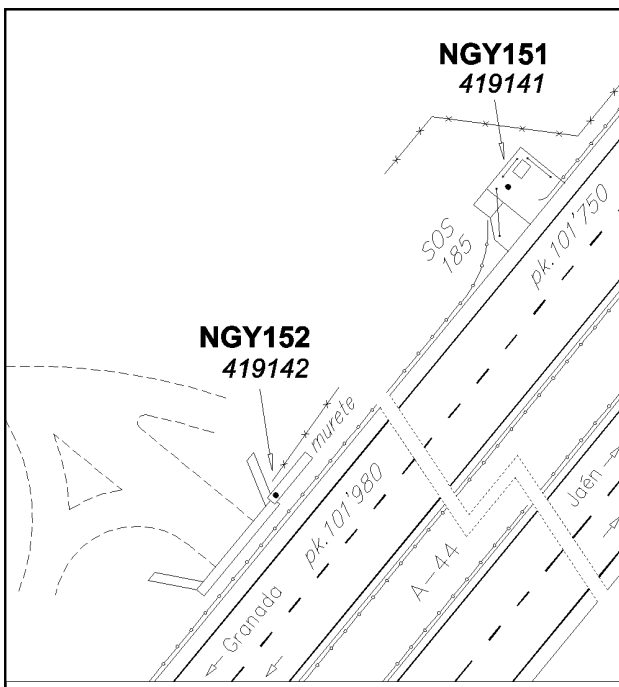 NGY151
419141
SOS
185
pk.101'750
NGY152
419142
murete
pk.101'980
Jaén
A-44
Granada